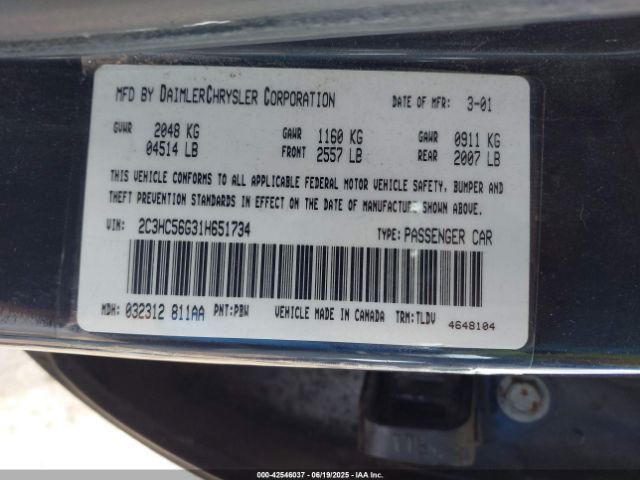 MFD BY DAIMLERCHRYSLER CORPORATION DATE OF MFR: 3-01
GVWR 2048 KG GAWR 1160 KG GAWR 0911 KG
04514 LB FRONT 2557 LB REAR 2007 LB
THIS VEHICLE CONFORMS TO ALL APPLICABLE FEDERAL MOTOR VEHICLE SAFETY, BUMPER AND
THEFT PREVENTION STANDARDS IN EFFECT ON THE DATE OF MANUFACTURE SHOWN ABOVE.
VIN: 2C3HC56G31H651734 TYPE: PASSENGER CAR
MDH: 032312 811AA PNT: PBW VEHICLE MADE IN CANADA TRM: TLDV
4648104
000-42546037 - 06/19/2025 - IAAI.COM